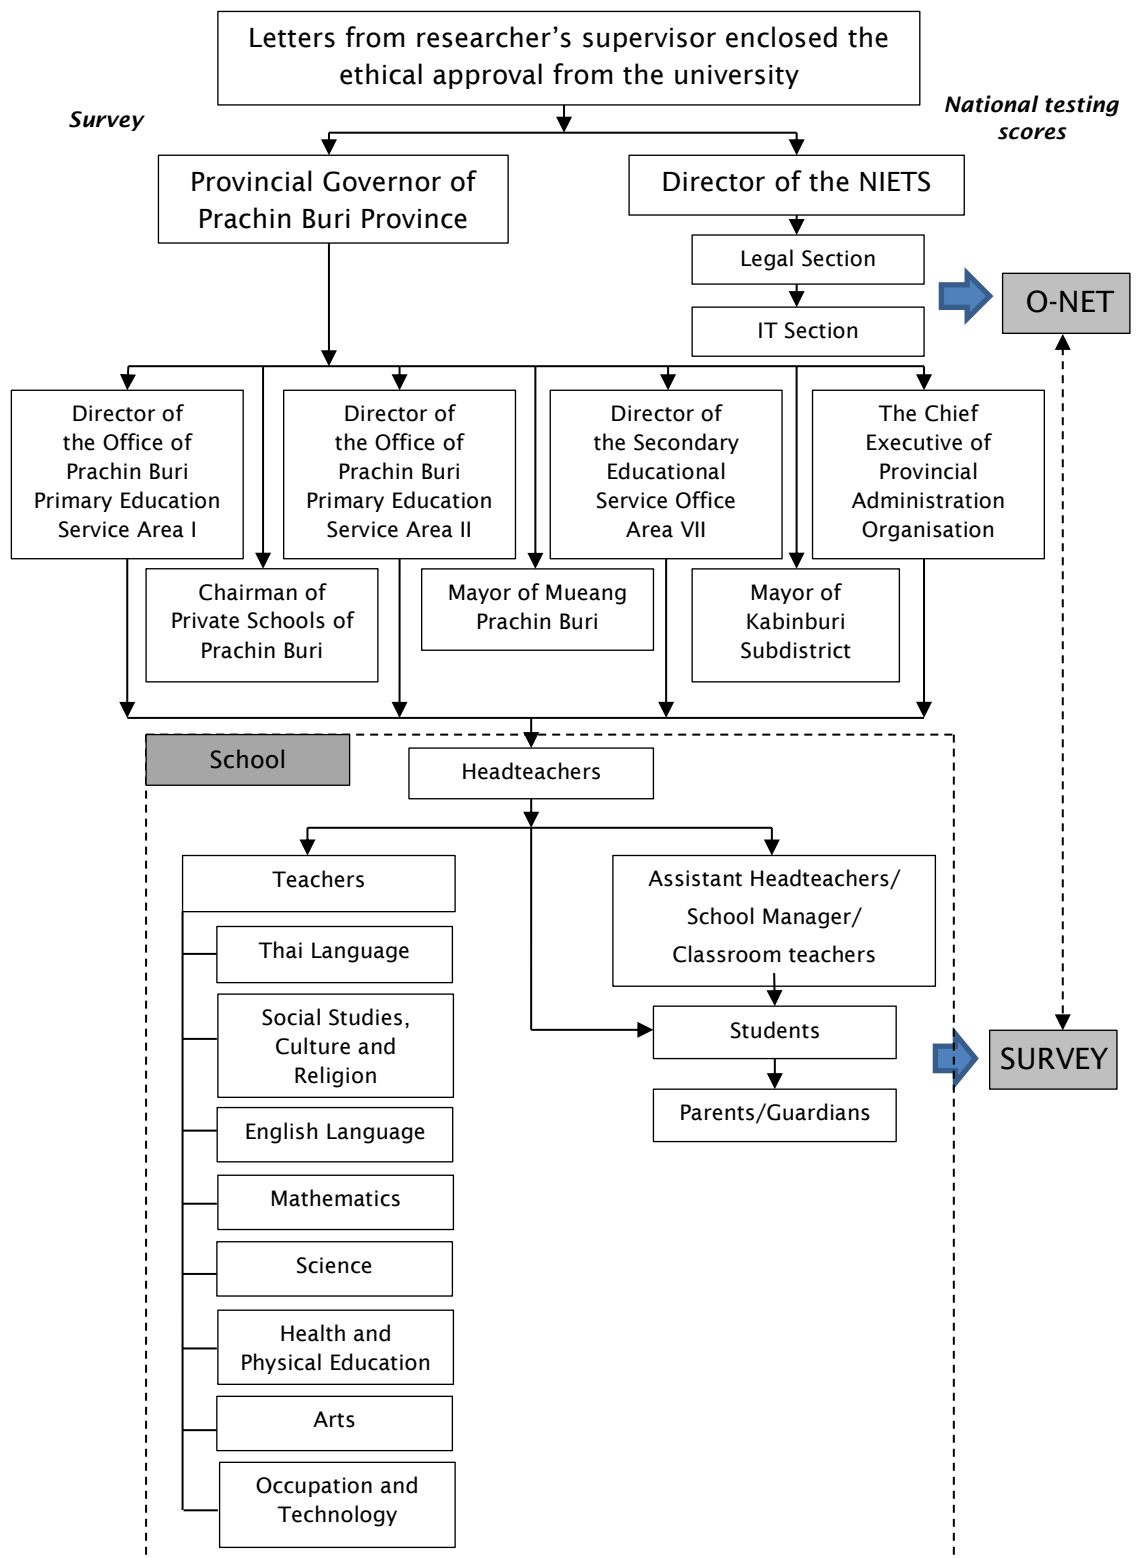 Letters from researcher's supervisor enclosed the
ethical approval from the university
Survey
National testing
scores
Provincial Governor of
Prachin Buri Province
Director of the NIETS
Legal Section
IT Section
O-NET
Director of
the Office of
Prachin Buri
Primary Education
Service Area I
Director of
the Office of
Prachin Buri
Primary Education
Service Area II
Director of
the Secondary
Educational
Service Office
Area VII
The Chief
Executive of
Provincial
Administration
Organisation
Chairman of
Private Schools of
Prachin Buri
Mayor of Mueang
Prachin Buri
Mayor of
Kabinburi
Subdistrict
School
Headteachers
Teachers
Thai Language
Social Studies,
Culture and
Religion
English Language
Mathematics
Science
Health and
Physical Education
Arts
Occupation and
Technology
Assistant Headteachers/
School Manager/
Classroom teachers
Students
Parents/Guardians
SURVEY